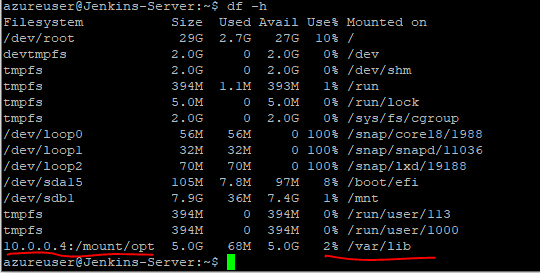 azureuser@Jenkins-Server:~$ df -h
Filesystem Size Used Avail Use% Mounted on
/dev/root 29G 2.7G 27G 10% /
devtmpfs 2.0G 0 2.0G 0% /dev
tmpfs 2.0G 0 2.0G 0% /dev/shm
tmpfs 394M 1.1M 393M 1% /run
tmpfs 5.0M 0 5.0M 0% /run/lock
tmpfs 2.0G 0 2.0G 0% /sys/fs/cgroup
/dev/loop0 56M 56M 0 100% /snap/core18/1988
/dev/loop1 32M 32M 0 100% /snap/snapd/11036
/dev/loop2 70M 70M 0 100% /snap/lxd/19188
/dev/sda15 105M 7.8M 97M 8% /boot/efi
/dev/sdb1 7.9G 36M 7.4G 1% /mnt
tmpfs 394M 0 394M 0% /run/user/113
tmpfs 394M 0 394M 0% /run/user/1000
10.0.0.4:/mount/opt 5.0G 68M 5.0G 2% /var/lib
azureuser@Jenkins-Server:~$